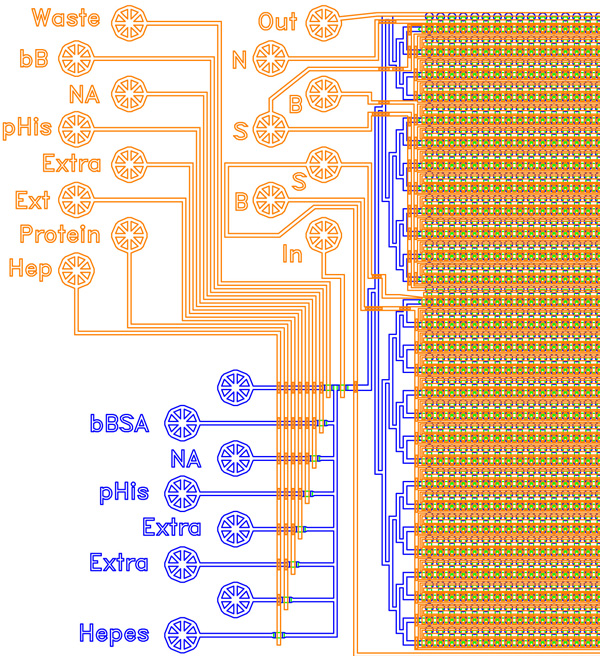 Waste
Out
bB
N
NA
B
pHis
S
Extra
S
Ext
B
Protein
In
Hep
bBSA
NA
pHis
Extra
Extra
Hepes